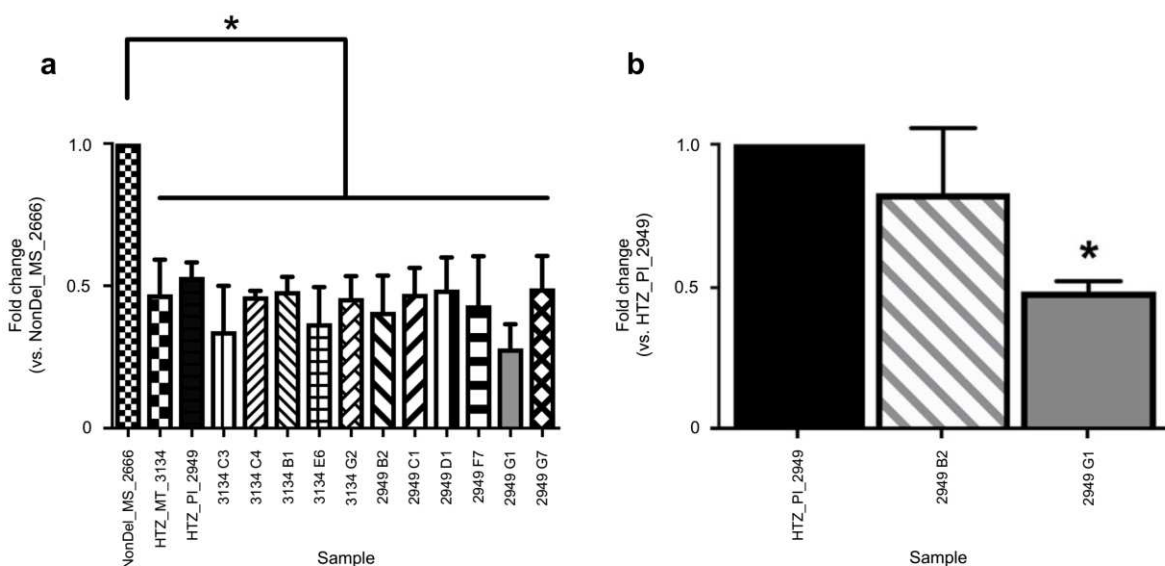 a
*
Fold change
(vs. NonDel_MS_2666)
1.0
0.5
0
NonDel_MS_2666
HTZ_MT_3134
HTZ_PI_2949
3134 C3
3134 C4
3134 B1
3134 E6
3134 G2
2949 B2
2949 C1
2949 D1
2949 F7
2949 G1
2949 G7
Sample
b
Fold change
(vs. HTZ_PI_2949)
1.0
0.5
0
*
HTZ_PI_2949
2949 B2
2949 G1
Sample